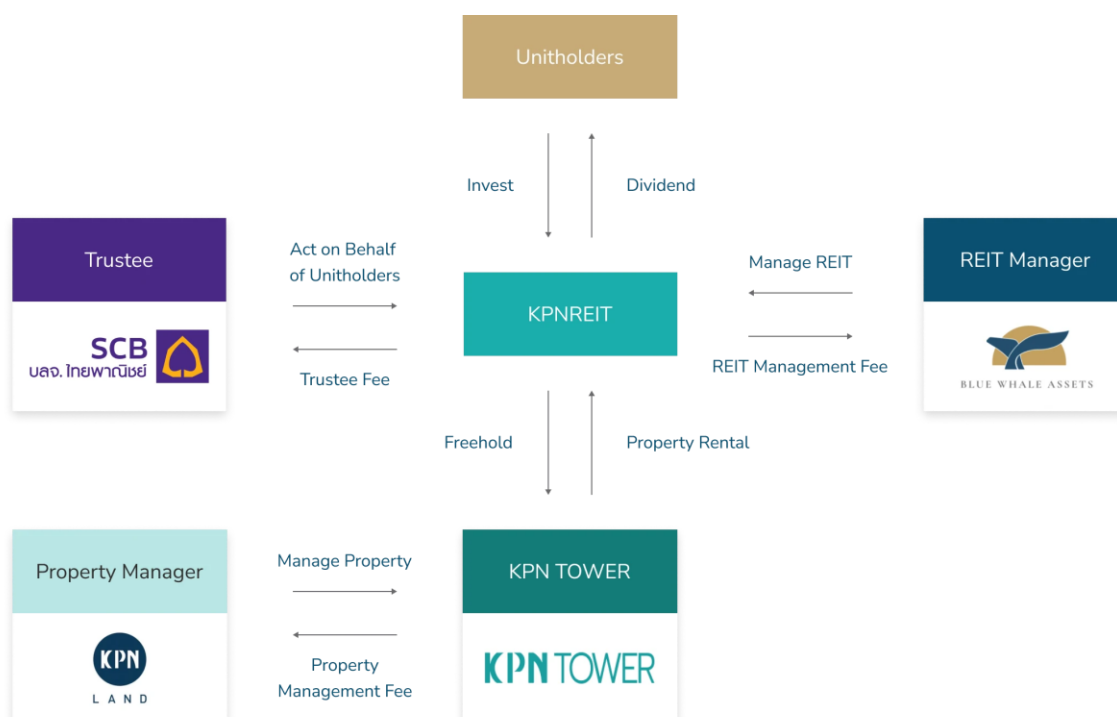 Unitholders
Invest
Dividend
Trustee
SCB
บลจ. ไทยพาณิชย์
Act on Behalf
of Unitholders
Trustee Fee
KPNREIT
Manage REIT
REIT Management Fee
REIT Manager
BLUE WHALE ASSETS
Freehold
Property Rental
Property Manager
KPN
LAND
Manage Property
Property
Management Fee
KPN TOWER
KPN TOWER